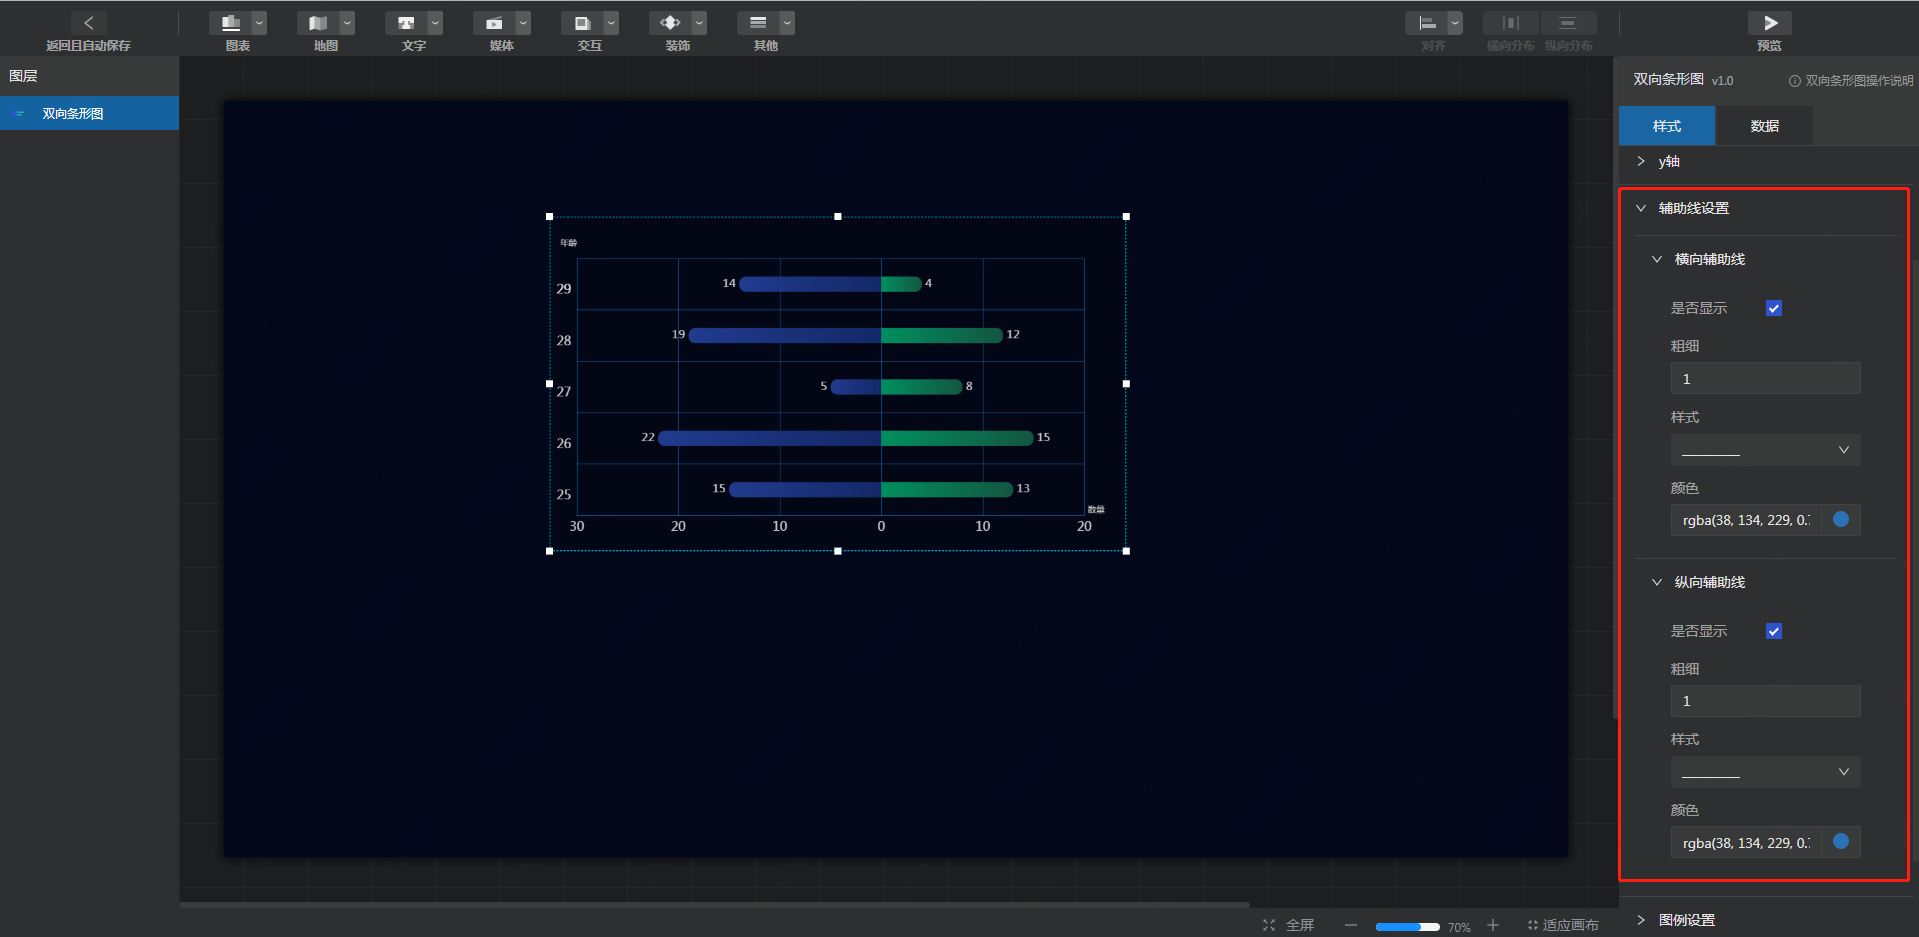 返回且自动保存
图表
地图
文字
媒体
交互
装饰
其他
对齐
横向分布
纵向分布
预览
图层
双向条形图
年龄
29
14
4
28
19
12
27
5
8
26
22
15
25
15
13
数量
30
20
10
0
10
20
双向条形图 v1.0
双向条形图操作说明
样式
数据
y轴
辅助线设置
横向辅助线
是否显示
粗细
1
样式
颜色
rgba(38, 134, 229, 0.
纵向辅助线
是否显示
粗细
1
样式
颜色
rgba(38, 134, 229, 0.
图例设置
全屏
70%
适应画布